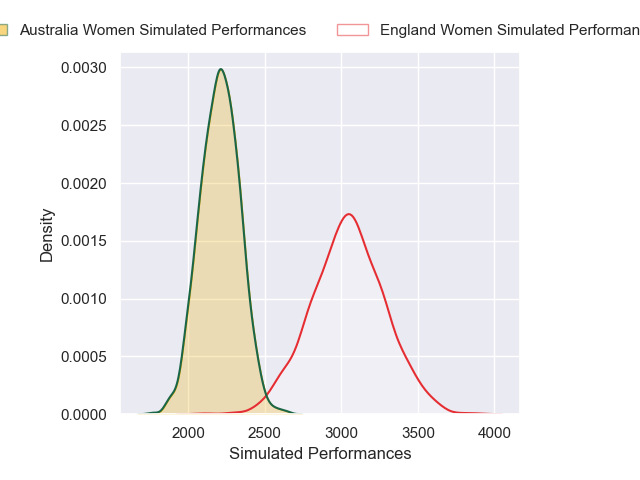 Australia Women Simulated Performances England Women Simulated Performan
0.0030
0.0025
0.0020
0.0015
0.0010
0.0005
0.0000
Density
2000 2500 3000 3500 4000
Simulated Performances